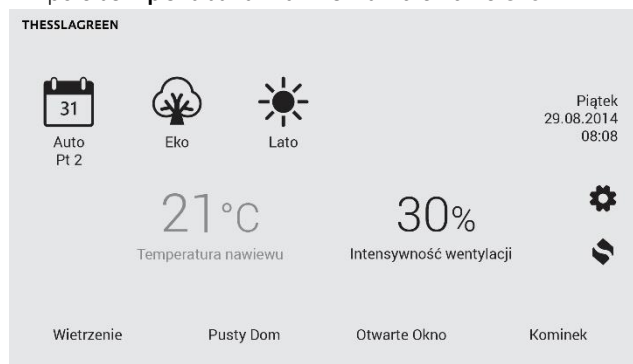 THESSLAGREEN
31
Auto
Pt 2
Eko
Lato
Piątek
29.08.2014
08:08
21°C
Temperatura nawiewu
30%
Intensywność wentylacji
Wietrzenie
Pusty Dom
Otwarte Okno
Kominek